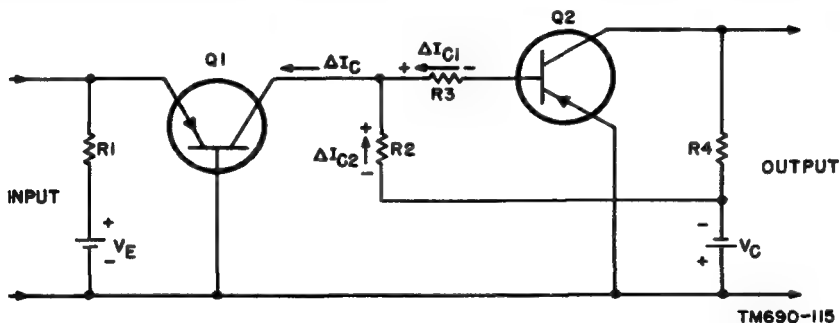 Q2
Q1
ΔIC
ΔIC1
+ -
R3
R1
+
ΔIC2
-
R2
R4
INPUT
OUTPUT
+
VE
-
-
VC
+
TM690-115